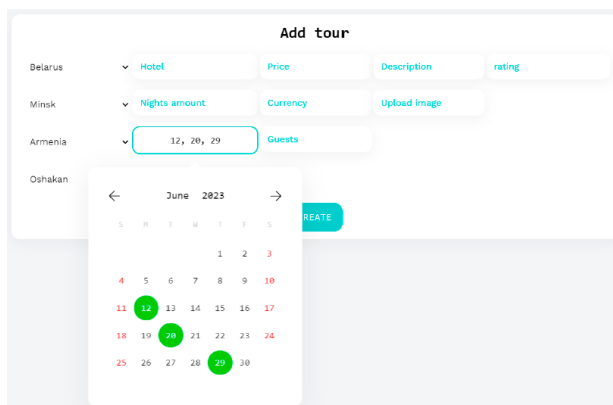 Add tour
Belarus Hotel Price Description rating
Minsk Nights amount Currency Upload image
Armenia 12, 20, 29 Guests
Oshakan
June 2023
S M T W T F S
1 2 3
4 5 6 7 8 9 10
11 12 13 14 15 16 17
18 19 20 21 22 23 24
25 26 27 28 29 30
REATE